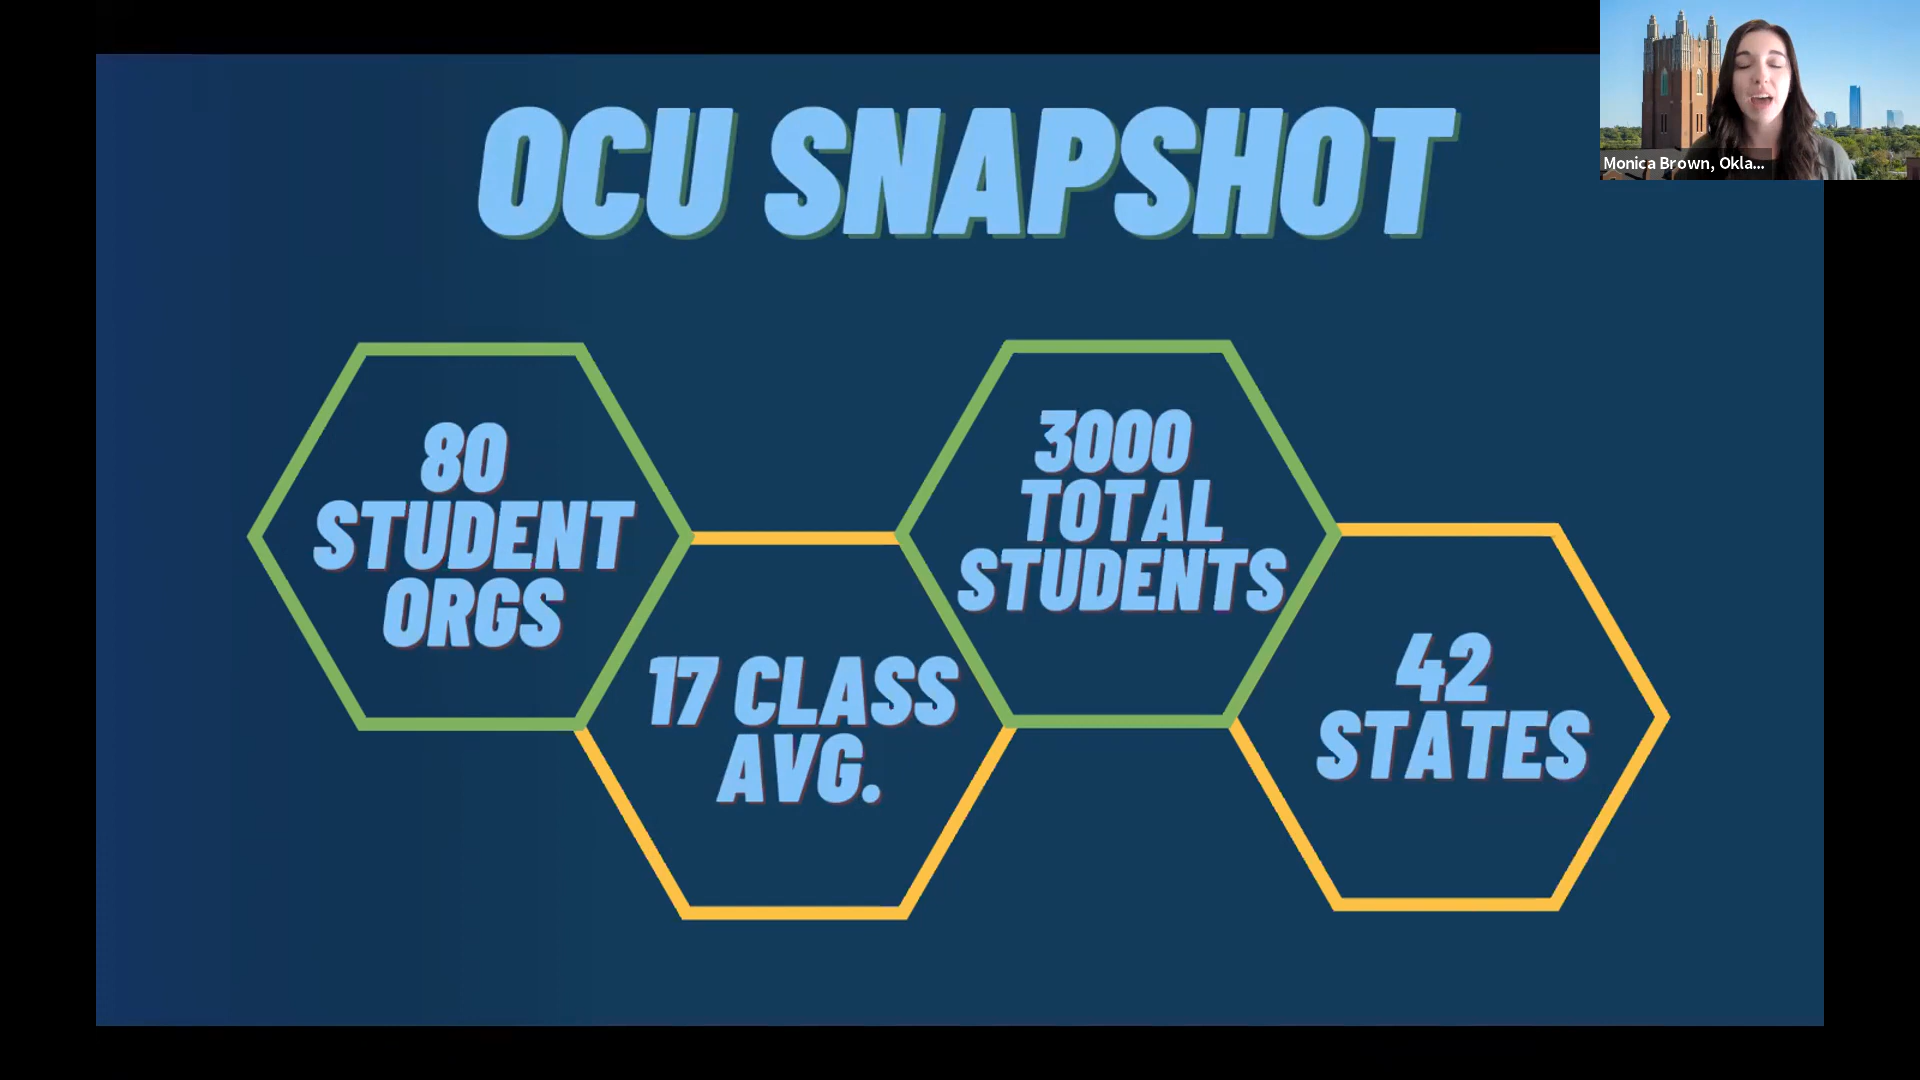 OCU SNAPSHOT
Monica Brown, Okla...
80
STUDENT
ORGS
17 CLASS
AVG.
3000
TOTAL
STUDENTS
42
STATES